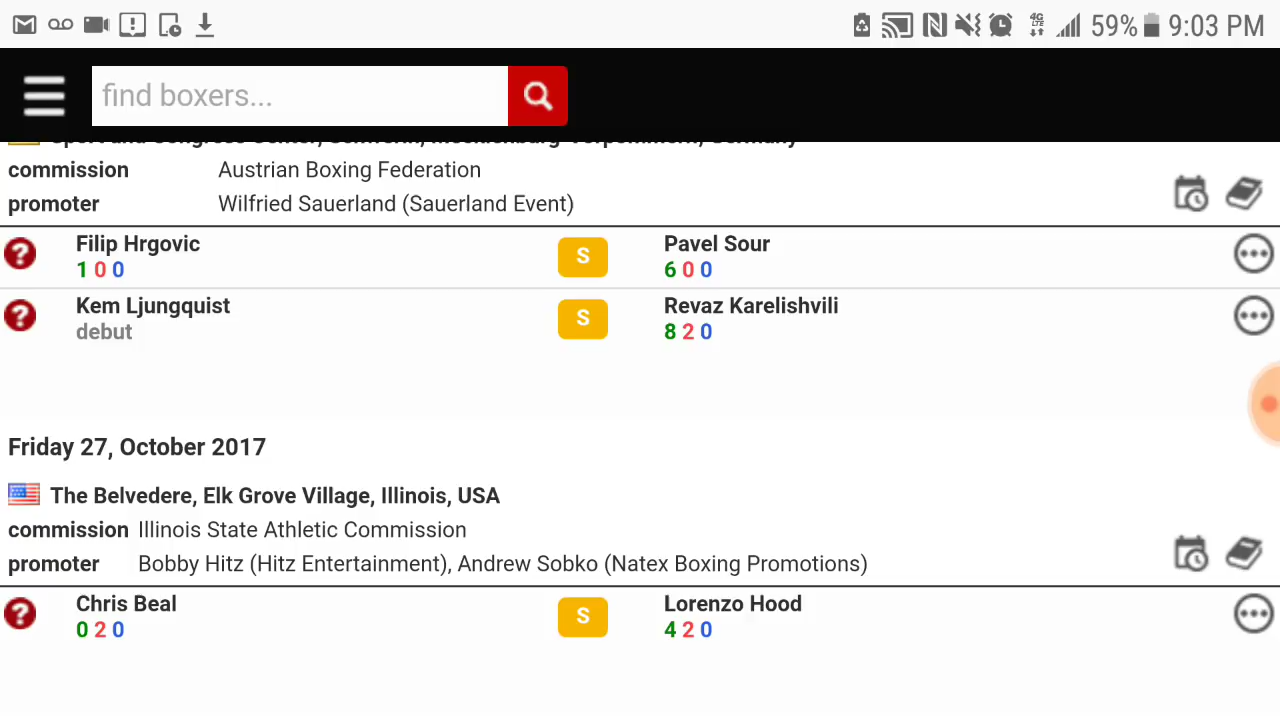 4G
LTE
59% 9:03 PM
find boxers...
commission Austrian Boxing Federation
promoter Wilfried Sauerland (Sauerland Event)
Filip Hrgovic S Pavel Sour
1 0 0 6 0 0
Kem Ljungquist S Revaz Karelishvili
debut 8 2 0
Friday 27, October 2017
The Belvedere, Elk Grove Village, Illinois, USA
commission Illinois State Athletic Commission
promoter Bobby Hitz (Hitz Entertainment), Andrew Sobko (Natex Boxing Promotions)
Chris Beal S Lorenzo Hood
0 2 0 4 2 0